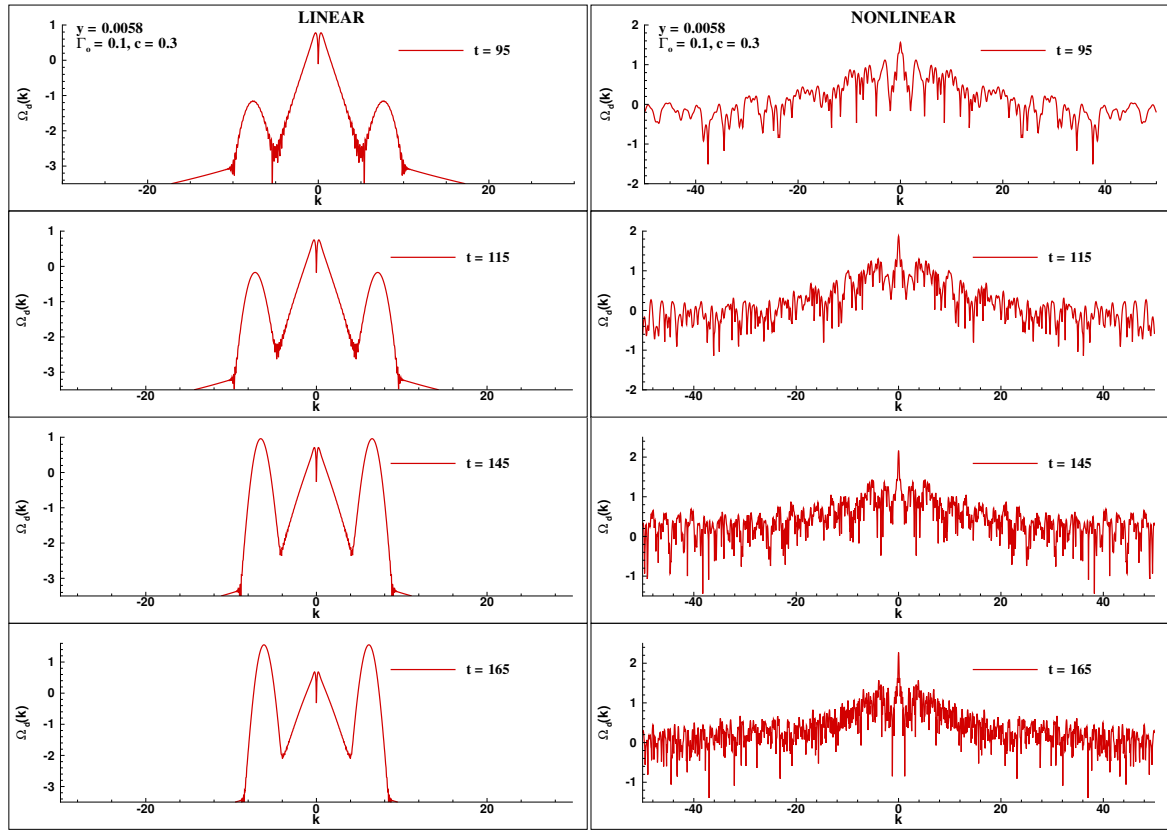 LINEAR
y = 0.0058
Γo = 0.1, c = 0.3
t = 95
Ωd(k)
1
0
-1
-2
-3
-20
0
20
k
NONLINEAR
y = 0.0058
Γo = 0.1, c = 0.3
t = 95
Ωd(k)
2
1
0
-1
-2
-40
-20
0
20
40
k
t = 115
Ωd(k)
1
0
-1
-2
-3
-20
0
20
k
t = 115
Ωd(k)
2
1
0
-1
-2
-40
-20
0
20
40
k
t = 145
Ωd(k)
1
0
-1
-2
-3
-20
0
20
k
t = 145
Ωd(k)
2
1
0
-1
-40
-20
0
20
40
k
t = 165
Ωd(k)
1
0
-1
-2
-3
-20
0
20
k
t = 165
Ωd(k)
2
1
0
-1
-40
-20
0
20
40
k